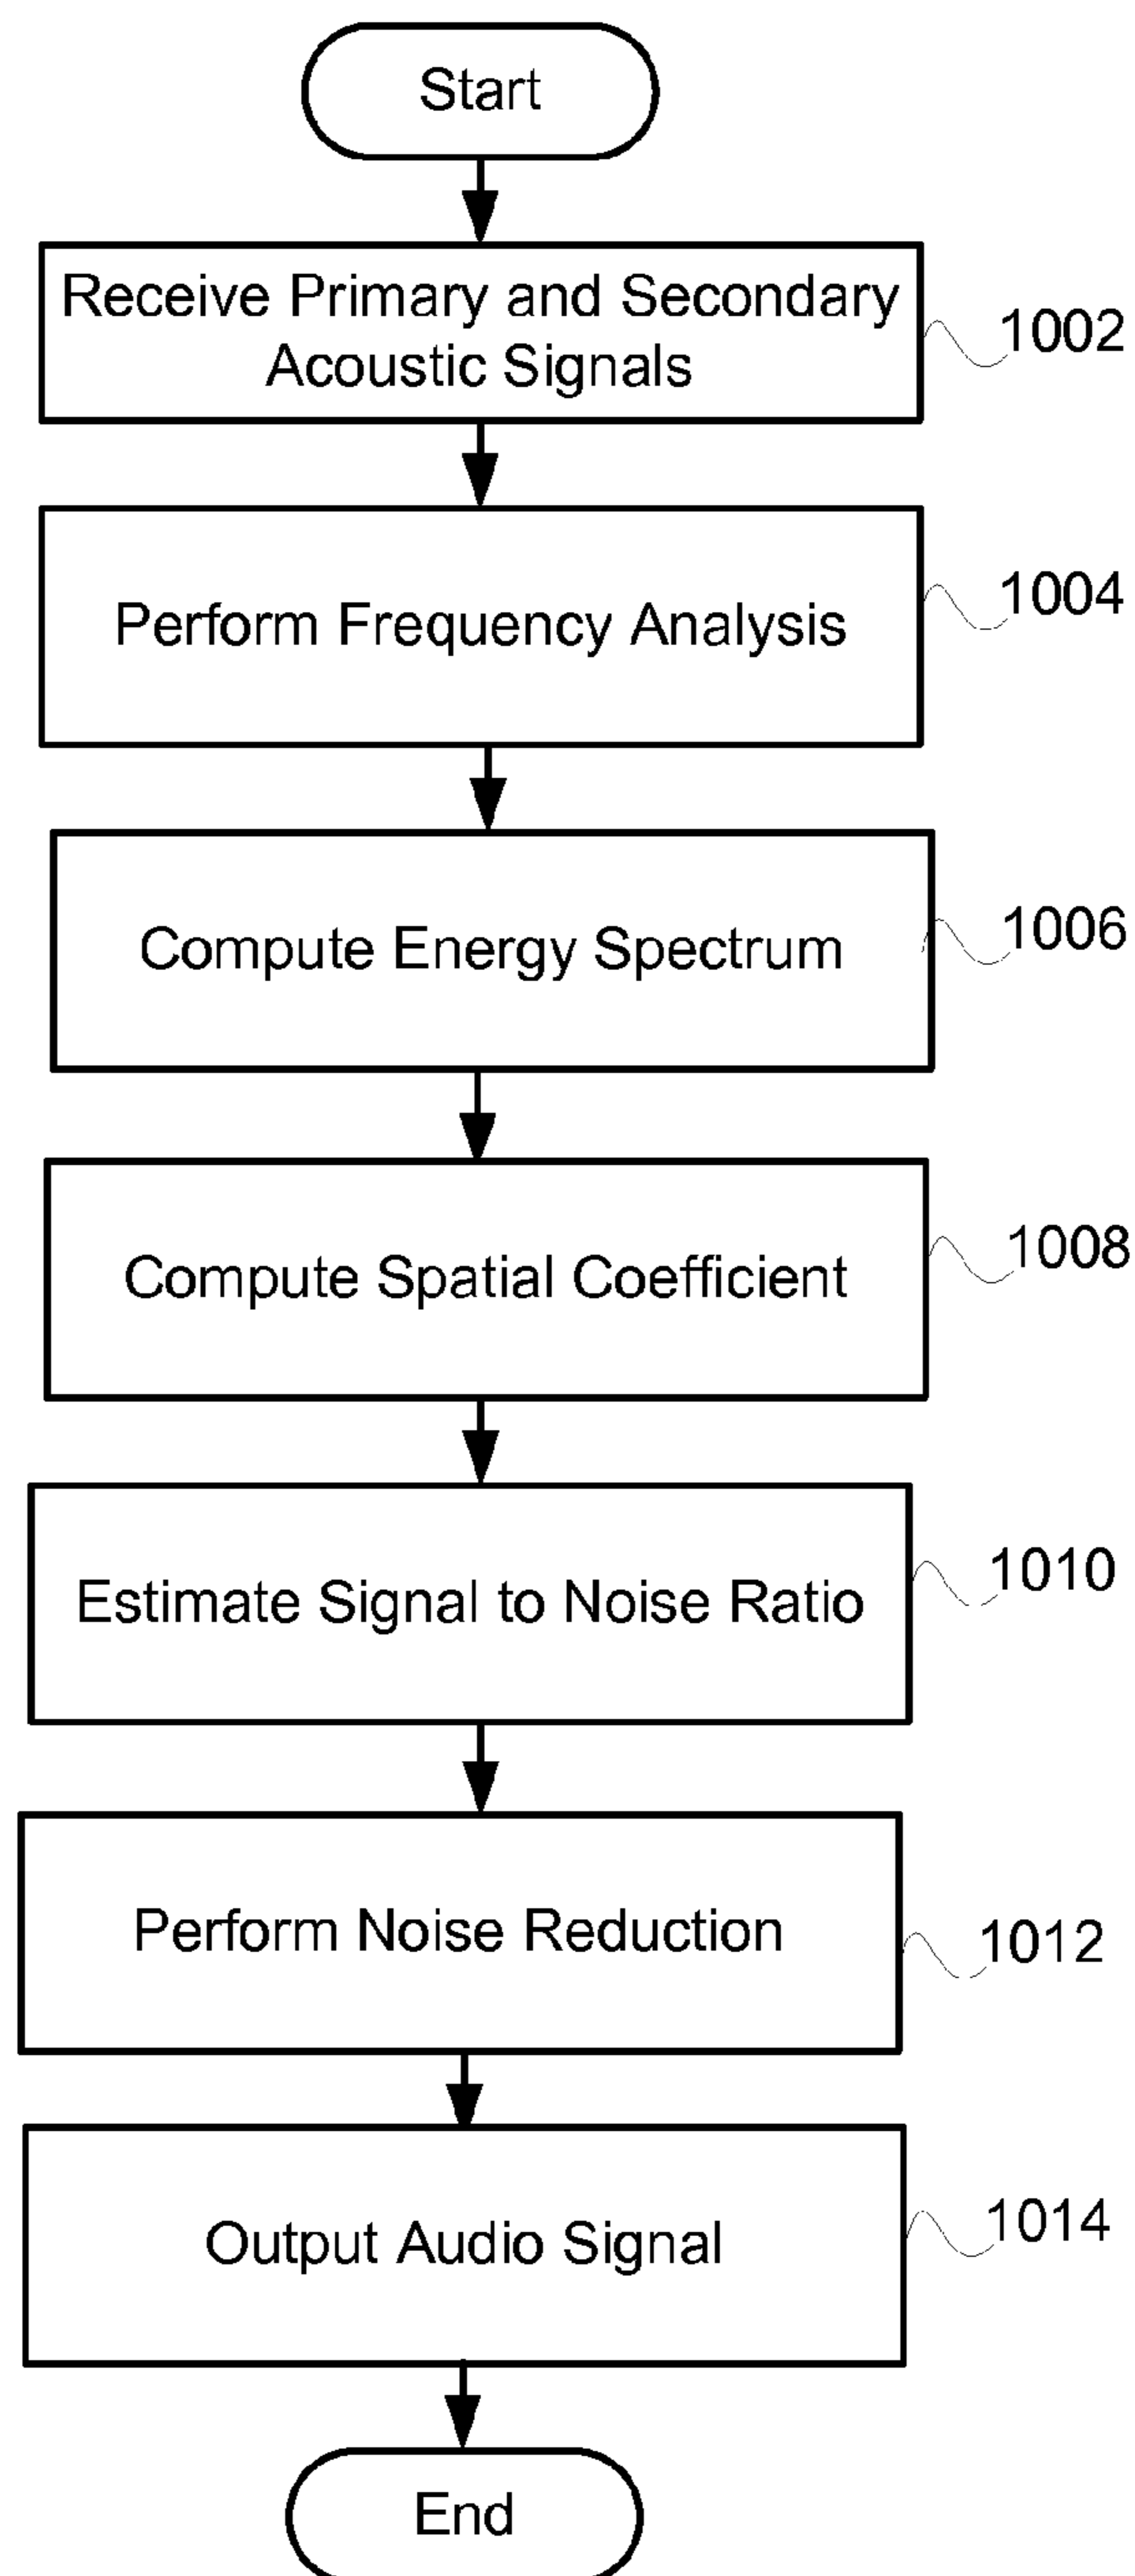 Start
Receive Primary and Secondary
Acoustic Signals
1002
Perform Frequency Analysis
1004
Compute Energy Spectrum
1006
Compute Spatial Coefficient
1008
Estimate Signal to Noise Ratio
1010
Perform Noise Reduction
1012
Output Audio Signal
1014
End